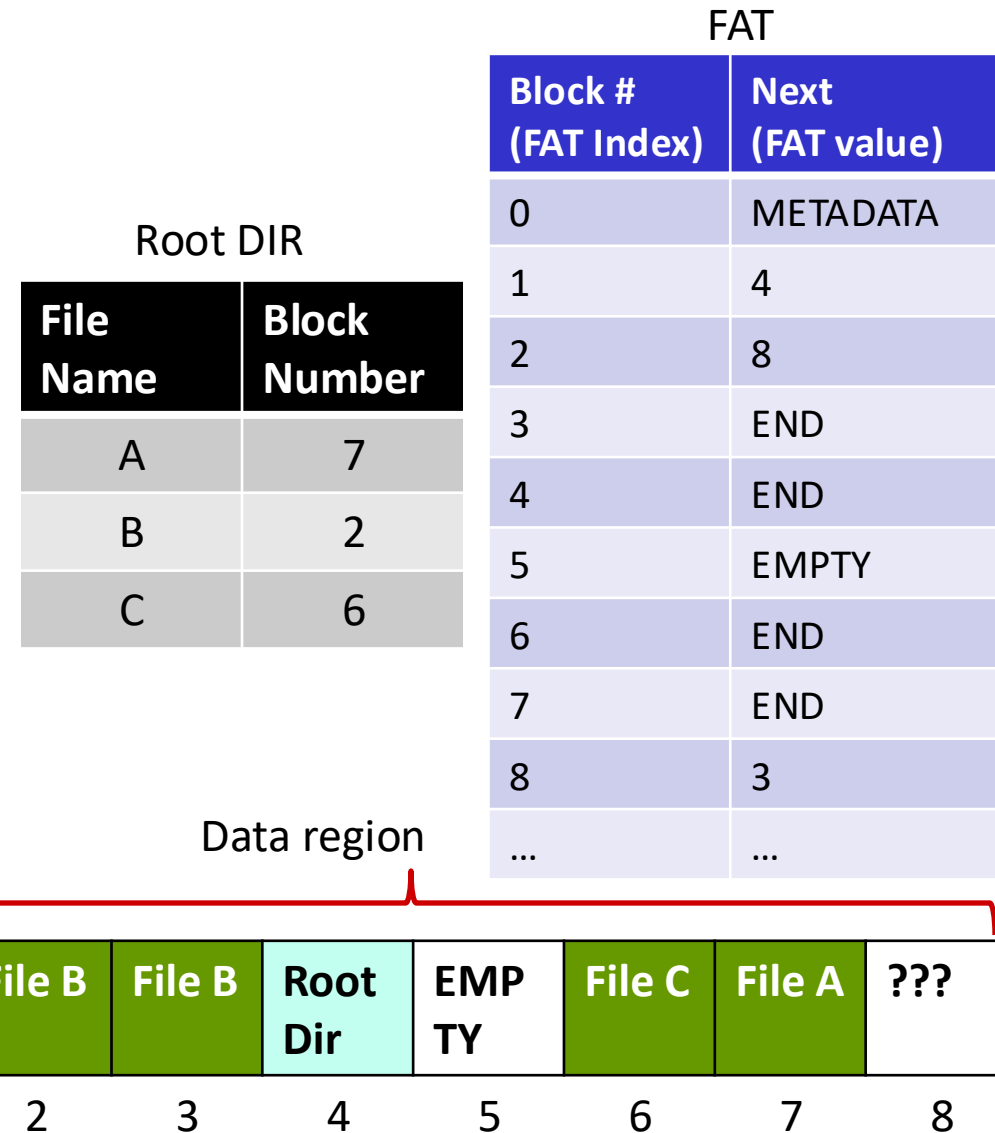 FAT
Block # (FAT Index) Next (FAT value)
0 METADATA
1 4
2 8
3 END
4 END
5 EMPTY
6 END
7 END
8 3
... ...
Root DIR
File Name Block Number
A 7
B 2
C 6
Data region
ile B File B Root Dir EMP TY File C File A ???
2 3 4 5 6 7 8